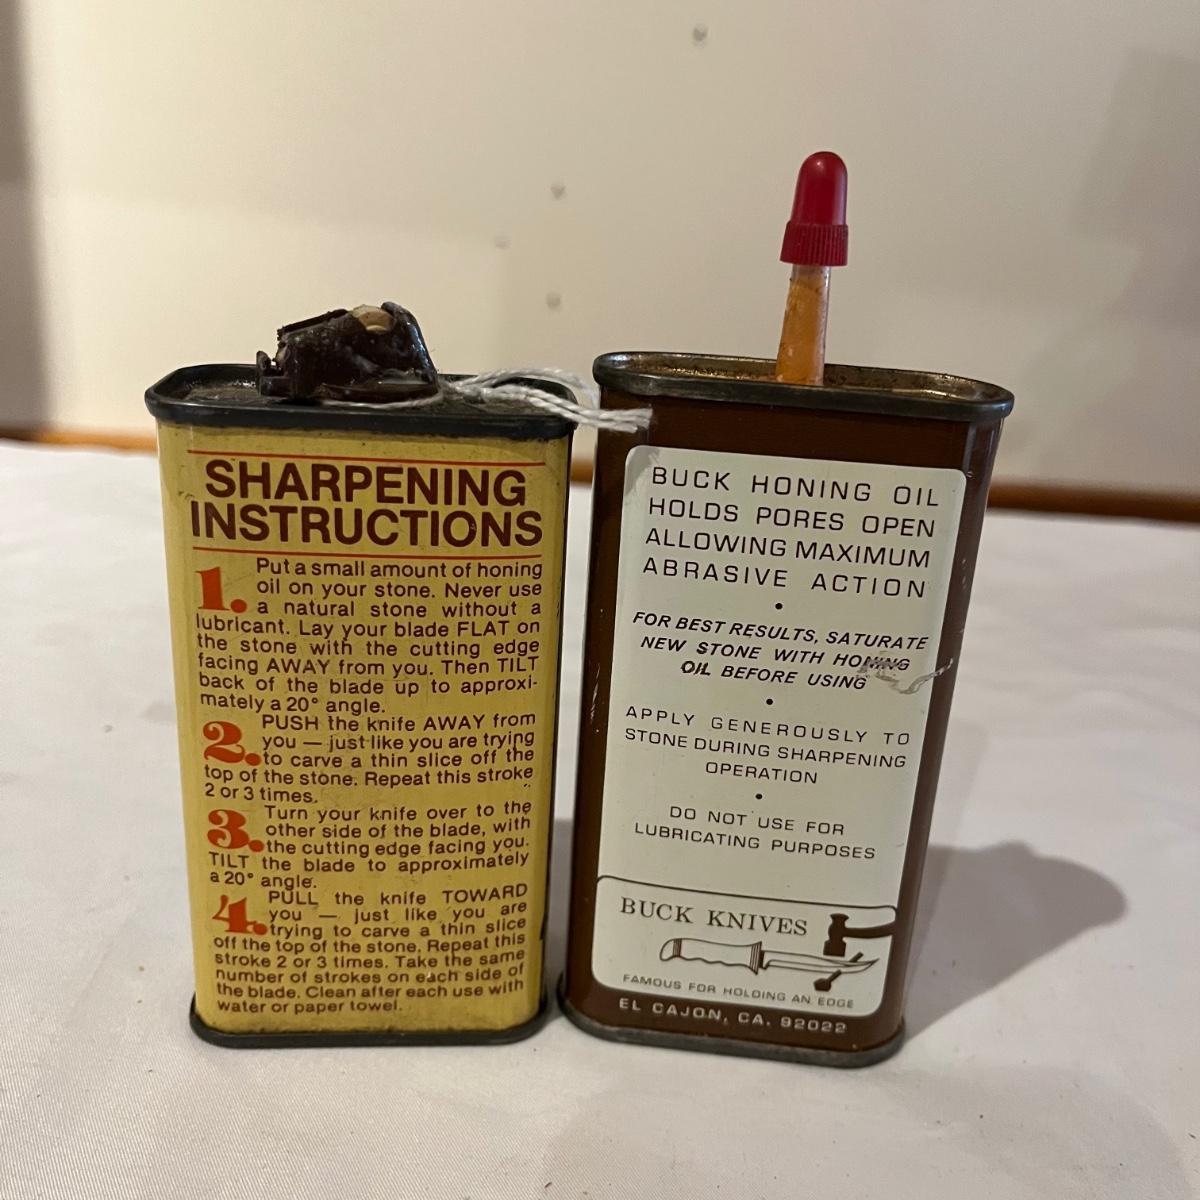 SHARPENING
INSTRUCTIONS
1. Put a small amount of honing
oil on your stone. Never use
a natural stone without a
lubricant. Lay your blade FLAT on
the stone with the cutting edge
facing AWAY from you. Then TILT
back of the blade up to approxi-
mately a 20° angle.
2. PUSH the knife AWAY from
you — just like you are trying
to carve a thin slice off the
top of the stone. Repeat this stroke
2 or 3 times.
3. Turn your knife over to the
other side of the blade, with
the cutting edge facing you.
TILT the blade to approximately
a 20° angle.
4. PULL the knife TOWARD
you — just like you are
trying to carve a thin slice
off the top of the stone. Repeat this
stroke 2 or 3 times. Take the same
number of strokes on each side of
the blade. Clean after each use with
water or paper towel.
BUCK HONING OIL
HOLDS PORES OPEN
ALLOWING MAXIMUM
ABRASIVE ACTION
•
FOR BEST RESULTS, SATURATE
NEW STONE WITH HONING
OIL BEFORE USING
•
APPLY GENEROUSLY TO
STONE DURING SHARPENING
OPERATION
•
DO NOT USE FOR
LUBRICATING PURPOSES
BUCK KNIVES
FAMOUS FOR HOLDING AN EDGE
EL CAJON, CA. 92022